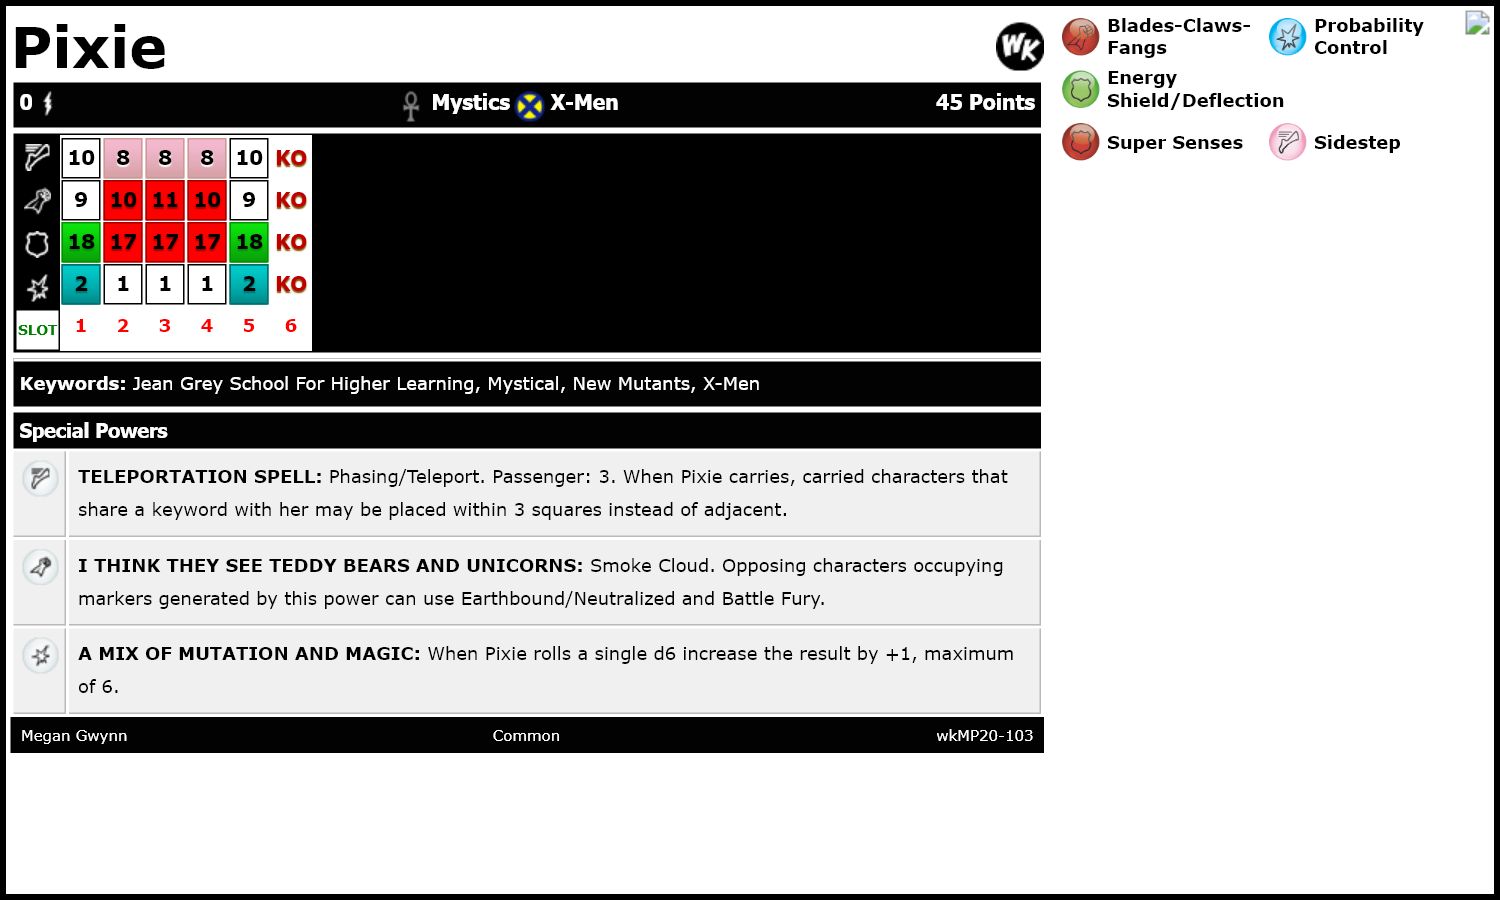 Pixie
WK
0 Mystics X-Men 45 Points
10 8 8 8 10 KO
9 10 11 10 9 KO
18 17 17 17 18 KO
2 1 1 1 2 KO
SLOT 1 2 3 4 5 6
Keywords: Jean Grey School For Higher Learning, Mystical, New Mutants, X-Men
Special Powers
TELEPORTATION SPELL: Phasing/Teleport. Passenger: 3. When Pixie carries, carried characters that
share a keyword with her may be placed within 3 squares instead of adjacent.
I THINK THEY SEE TEDDY BEARS AND UNICORNS: Smoke Cloud. Opposing characters occupying
markers generated by this power can use Earthbound/Neutralized and Battle Fury.
A MIX OF MUTATION AND MAGIC: When Pixie rolls a single d6 increase the result by +1, maximum
of 6.
Megan Gwynn Common wkMP20-103
Blades-Claws-
Fangs
Probability
Control
Energy
Shield/Deflection
Super Senses
Sidestep